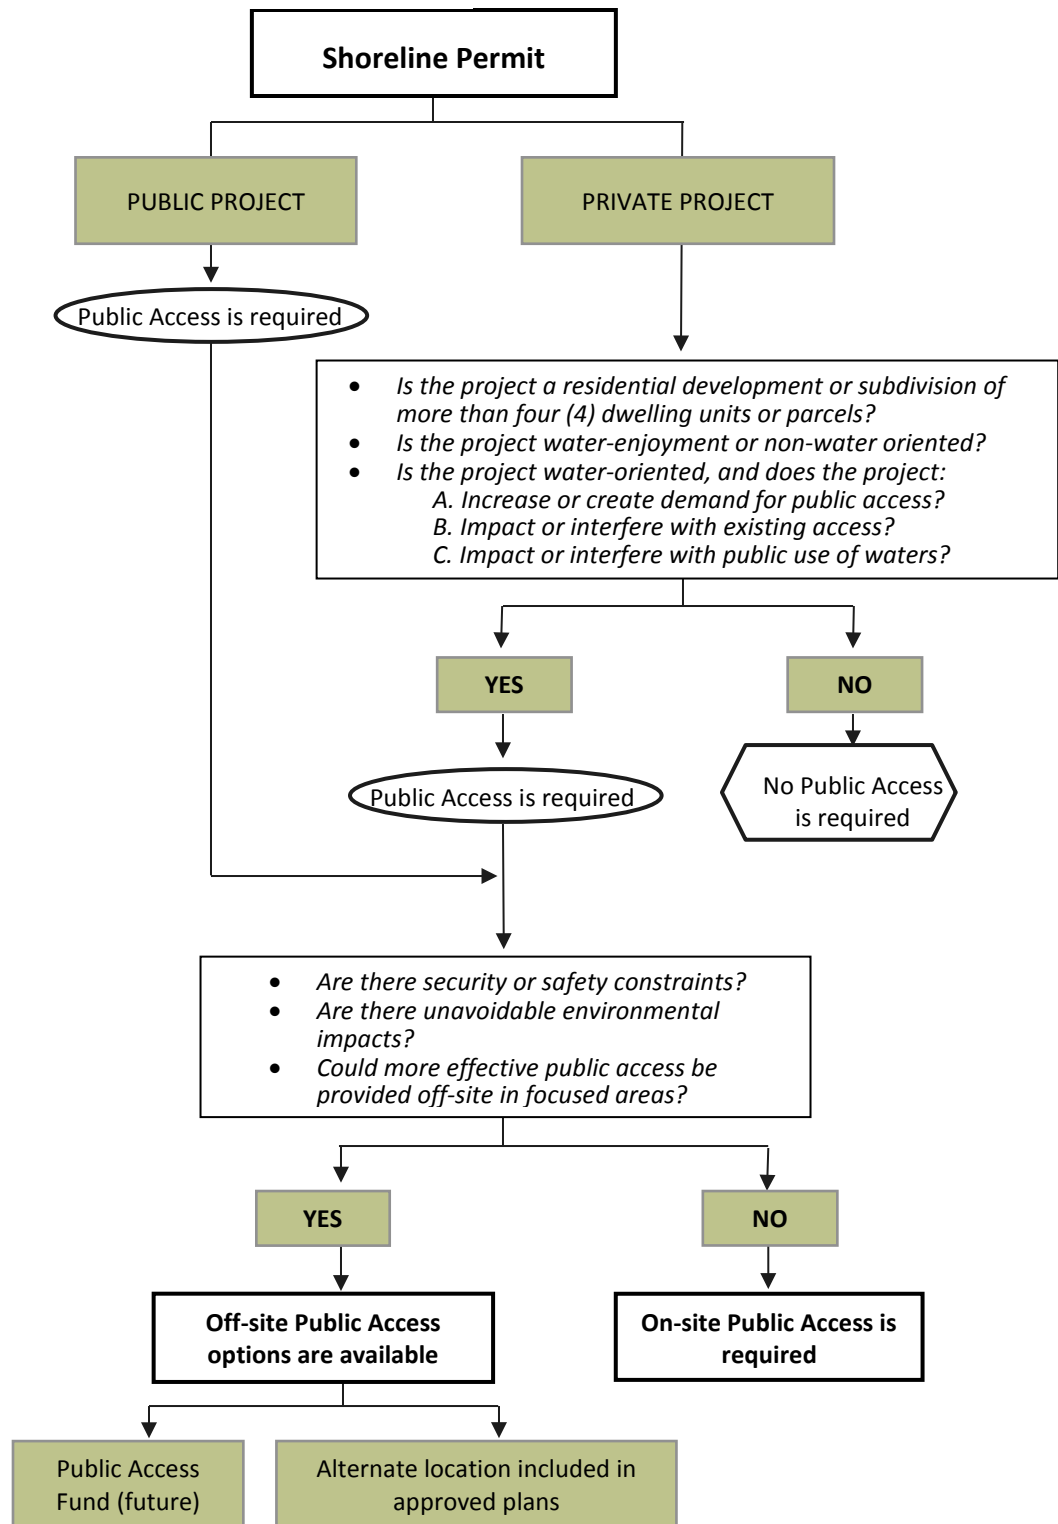 Shoreline Permit
PUBLIC PROJECT
PRIVATE PROJECT
Public Access is required
• Is the project a residential development or subdivision of
more than four (4) dwelling units or parcels?
• Is the project water-enjoyment or non-water oriented?
• Is the project water-oriented, and does the project:
A. Increase or create demand for public access?
B. Impact or interfere with existing access?
C. Impact or interfere with public use of waters?
YES
NO
Public Access is required
No Public Access
is required
• Are there security or safety constraints?
• Are there unavoidable environmental
impacts?
• Could more effective public access be
provided off-site in focused areas?
YES
NO
Off-site Public Access
options are available
On-site Public Access is
required
Public Access
Fund (future)
Alternate location included in
approved plans